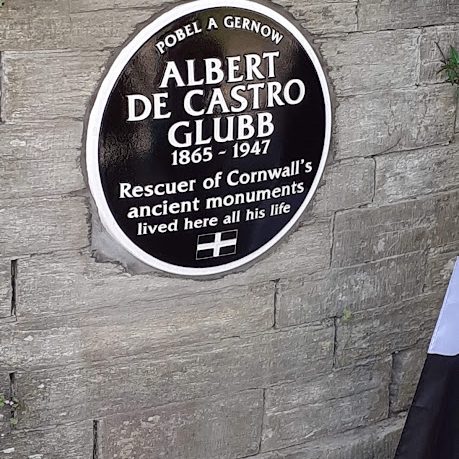 POBEL A GERNOW
ALBERT
DE CASTRO
GLUBB
1865 - 1947
Rescuer of Cornwall's
ancient monuments
lived here all his life